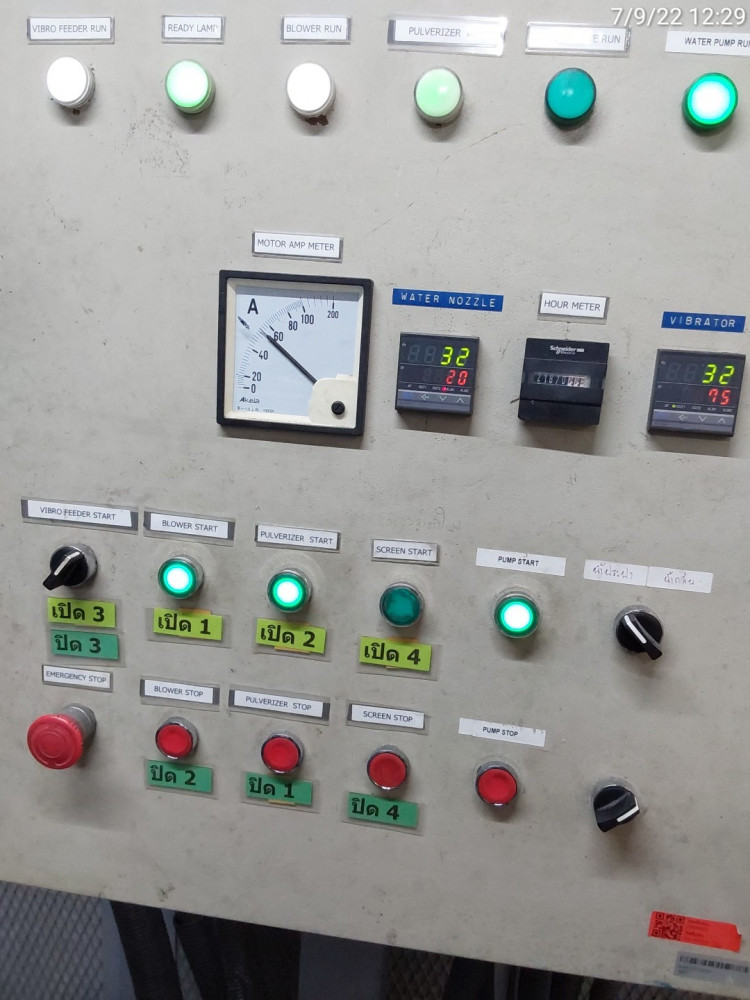 7/9/22 12:29
VIBRO FEEDER RUN
READY LAMP
BLOWER RUN
PULVERIZER
RUN
WATER PUMP RUN
MOTOR AMP METER
A
0
20
40
60
80
100
200
WATER NOZZLE
32
20
HOUR METER
Schneider
VIBRATOR
32
75
VIBRO FEEDER START
BLOWER START
PULVERIZER START
SCREEN START
PUMP START
เปิด 3
ปิด 3
เปิด 1
เปิด 2
เปิด 4
EMERGENCY STOP
BLOWER STOP
PULVERIZER STOP
SCREEN STOP
PUMP STOP
ปิด 2
ปิด 1
ปิด 4